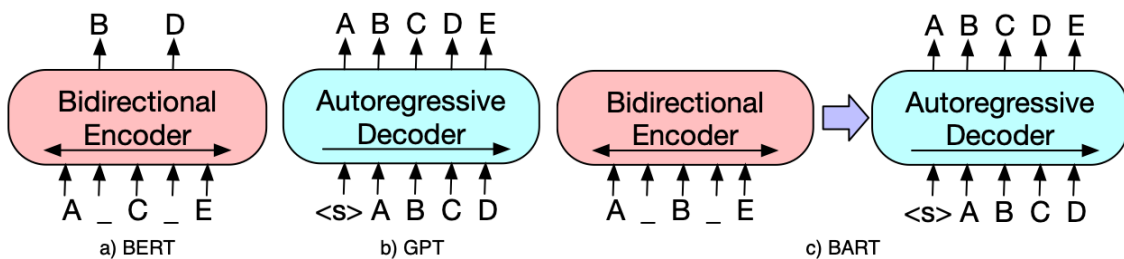 B D
A B C D E
A B C D E
Bidirectional
Encoder
Autoregressive
Decoder
Bidirectional
Encoder
Autoregressive
Decoder
A _ C _ E
<s> A B C D
A _ B _ E
<s> A B C D
a) BERT
b) GPT
c) BART